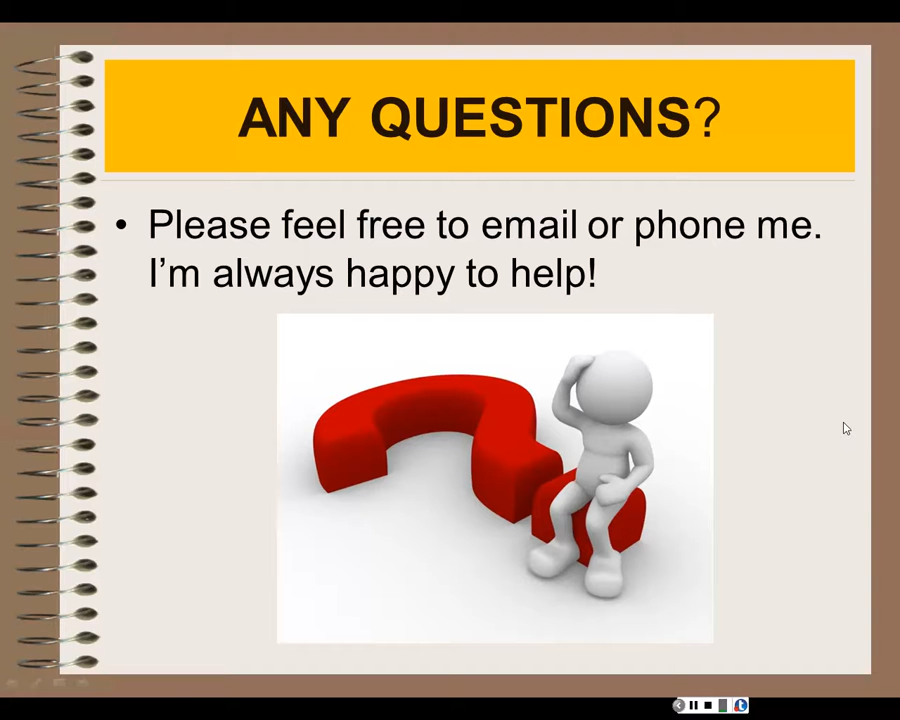 ANY QUESTIONS?
• Please feel free to email or phone me.
I’m always happy to help!